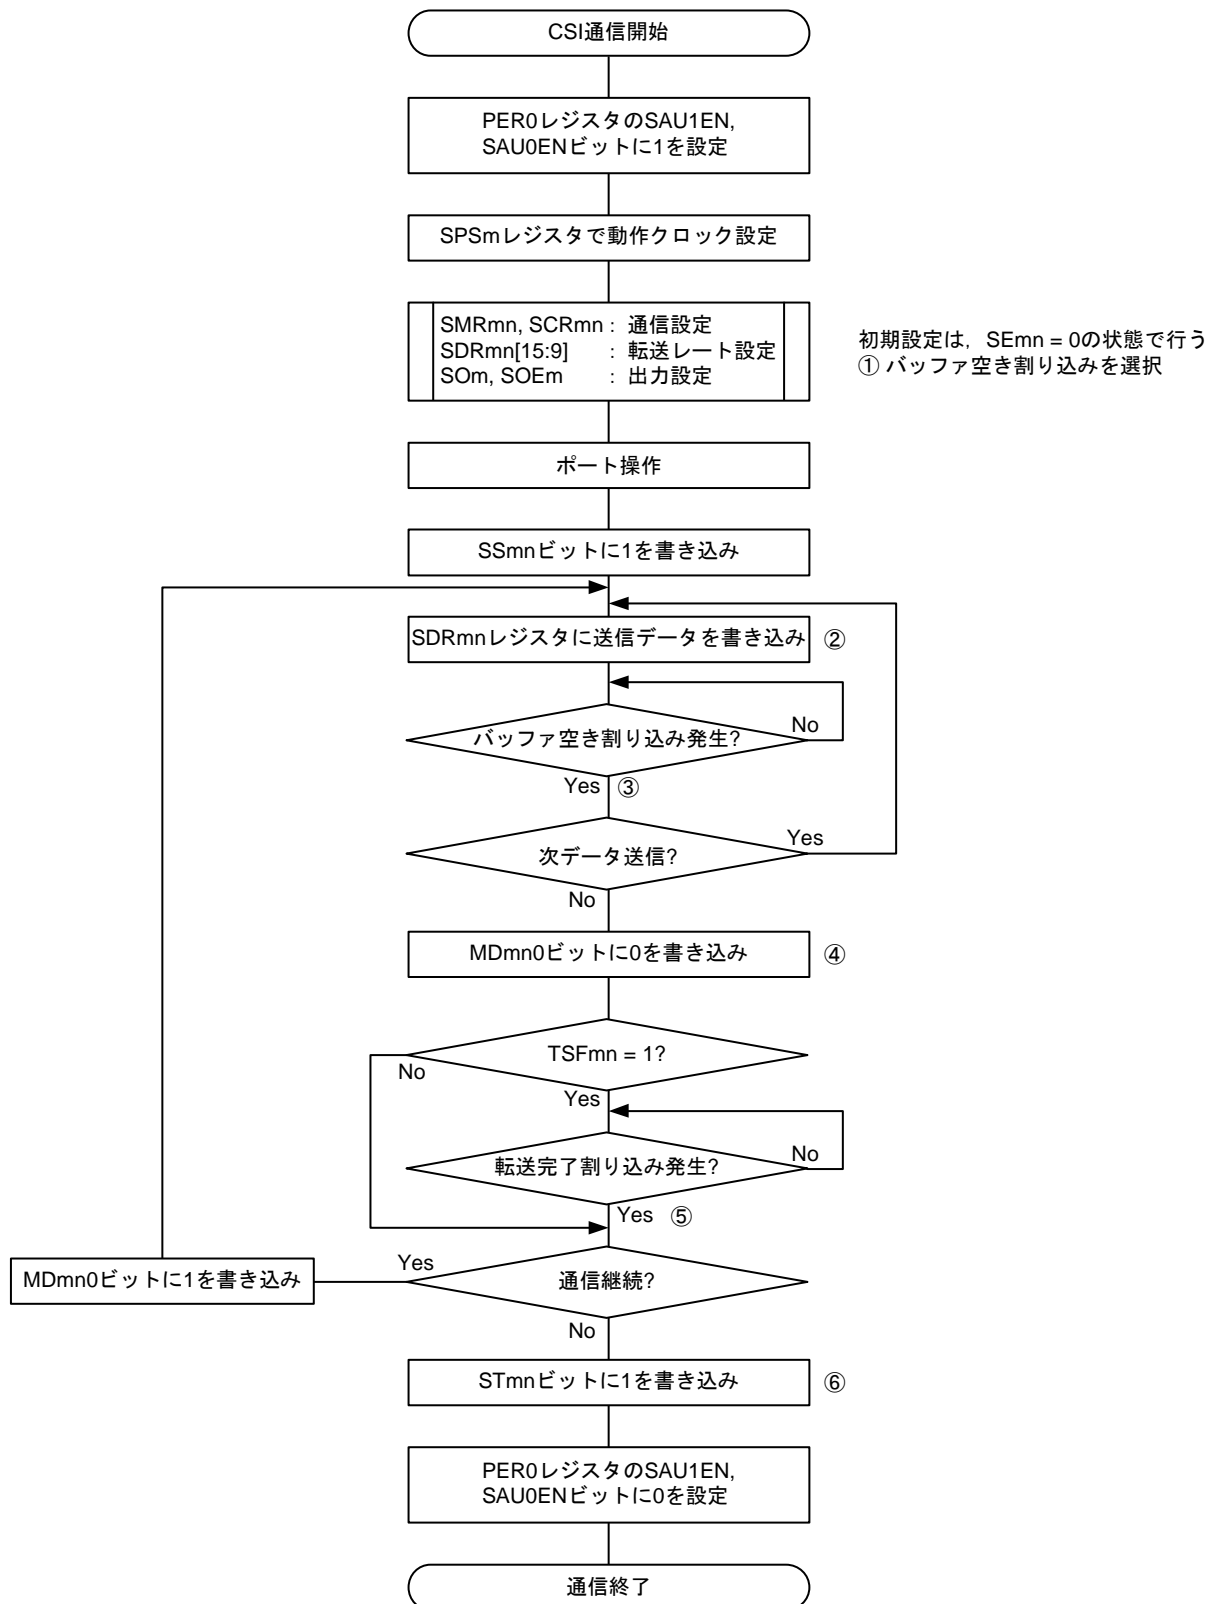 CSI通信開始
PER0レジスタのSAU1EN,
SAU0ENビットに1を設定
SPSmレジスタで動作クロック設定
SMRmn, SCRmn : 通信設定
SDRmn[15:9] : 転送レート設定
SOm, SOEm : 出力設定
初期設定は，SEmn = 0の状態で行う
① バッファ空き割り込みを選択
ポート操作
SSmnビットに1を書き込み
SDRmnレジスタに送信データを書き込み ②
バッファ空き割り込み発生?
No
Yes ③
次データ送信?
Yes
No
MDmn0ビットに0を書き込み ④
TSFmn = 1?
No
Yes
転送完了割り込み発生?
No
Yes ⑤
通信継続?
Yes
MDmn0ビットに1を書き込み
No
STmnビットに1を書き込み ⑥
PER0レジスタのSAU1EN,
SAU0ENビットに0を設定
通信終了